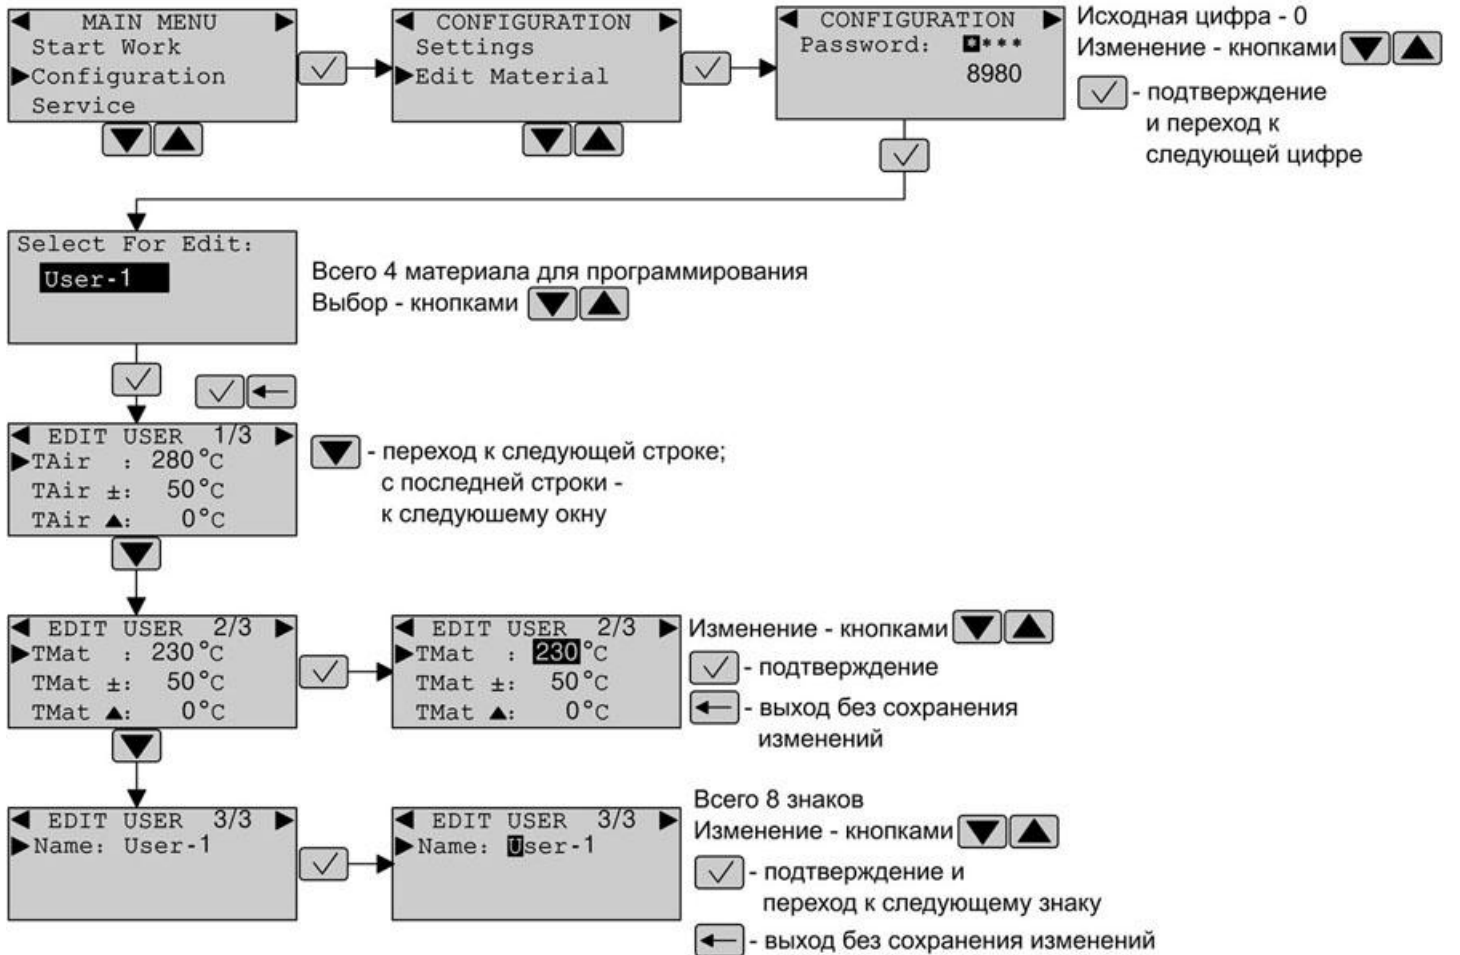 MAIN MENU
Start Work
Configuration
Service
CONFIGURATION
Settings
Edit Material
CONFIGURATION
Password: ****
8980
Исходная цифра - 0
Изменение - кнопками
- подтверждение
и переход к
следующей цифре
Select For Edit:
User-1
Всего 4 материала для программирования
Выбор - кнопками
EDIT USER 1/3
TAir : 280°C
TAir ±: 50°C
TAir ▲: 0°C
- переход к следующей строке;
с последней строки -
к следуюшему окну
EDIT USER 2/3
TMat : 230°C
TMat ±: 50°C
TMat ▲: 0°C
EDIT USER 2/3
TMat : 230°C
TMat ±: 50°C
TMat ▲: 0°C
Изменение - кнопками
- подтверждение
- выход без сохранения
изменений
EDIT USER 3/3
Name: User-1
EDIT USER 3/3
Name: User-1
Всего 8 знаков
Изменение - кнопками
- подтверждение и
переход к следующему знаку
- выход без сохранения изменений